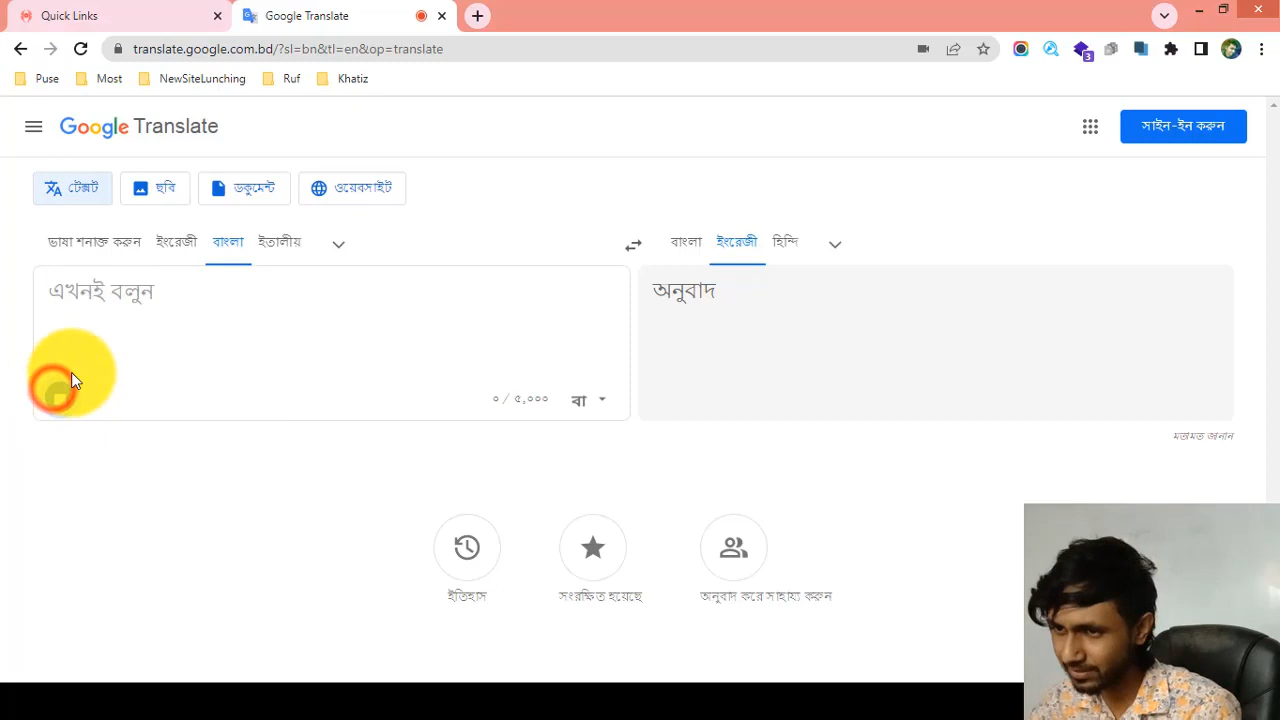 Quick Links
Google Translate
translate.google.com.bd/?sl=bn&tl=en&op=translate
3
Puse
Most
NewSiteLunching
Ruf
Khatiz
Google Translate
সাইন-ইন করুন
টেক্সট
ছবি
ডকুমেন্ট
ওয়েবসাইট
ভাষা শনাক্ত করুন
ইংরেজী
বাংলা
ইতালীয়
বাংলা
ইংরেজী
হিন্দি
এখনই বলুন
অনুবাদ
০ / ৫,০০০
বা
মতামত জানান
ইতিহাস
সংরক্ষিত হয়েছে
অনুবাদ করে সাহায্য করুন